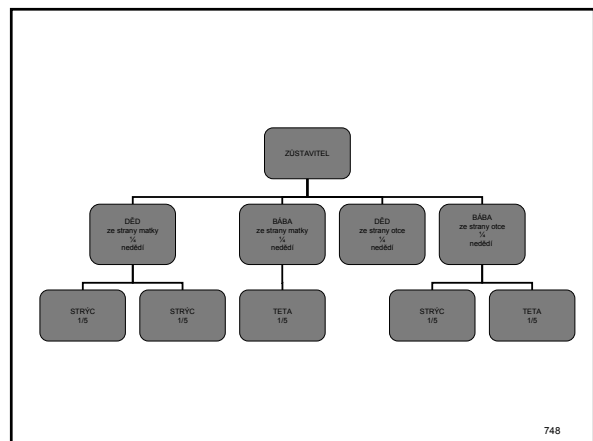 ZŮSTAVITEL
DĚD
ze strany matky
¼
nedědí
BÁBA
ze strany matky
¼
nedědí
DĚD
ze strany otce
¼
nedědí
BÁBA
ze strany otce
¼
nedědí
STRÝC
1/5
STRÝC
1/5
TETA
1/5
STRÝC
1/5
TETA
1/5
748